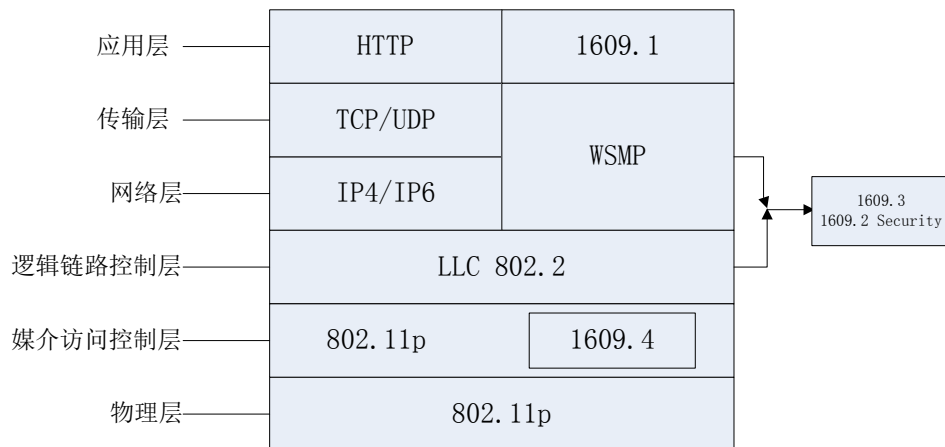 应用层
HTTP
1609.1
传输层
TCP/UDP
WSMP
网络层
IP4/IP6
1609.3
1609.2 Security
逻辑链路控制层
LLC 802.2
媒介访问控制层
802.11p
1609.4
物理层
802.11p